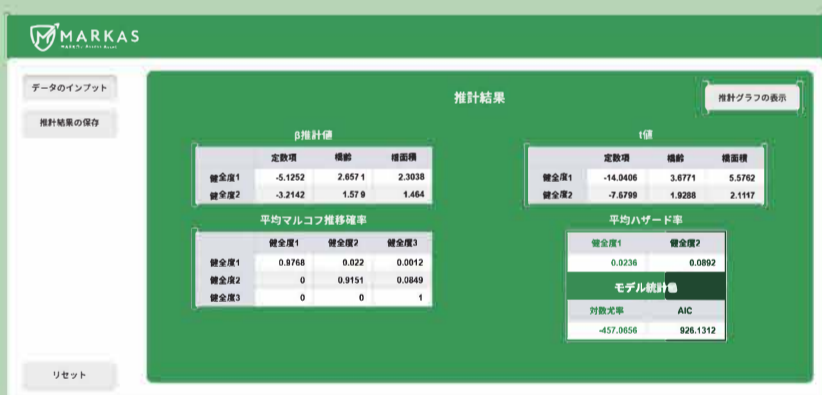 MARKAS
データのインプット
推計結果の保存
推計結果
推計グラフの表示
β推計値
定数項 橋齢 橋面積
健全度1 -5.1252 2.6571 2.3038
健全度2 -3.2142 1.579 1.464
t値
定数項 橋齢 橋面積
健全度1 -14.0406 3.6771 5.5762
健全度2 -7.6799 1.9288 2.1117
平均マルコフ推移確率
健全度1 健全度2 健全度3
健全度1 0.9768 0.022 0.0012
健全度2 0 0.9151 0.0849
健全度3 0 0 1
平均ハザード率
健全度1 健全度2
0.0236 0.0892
モデル統計
対数尤率 AIC
-457.0656 926.1312
リセット